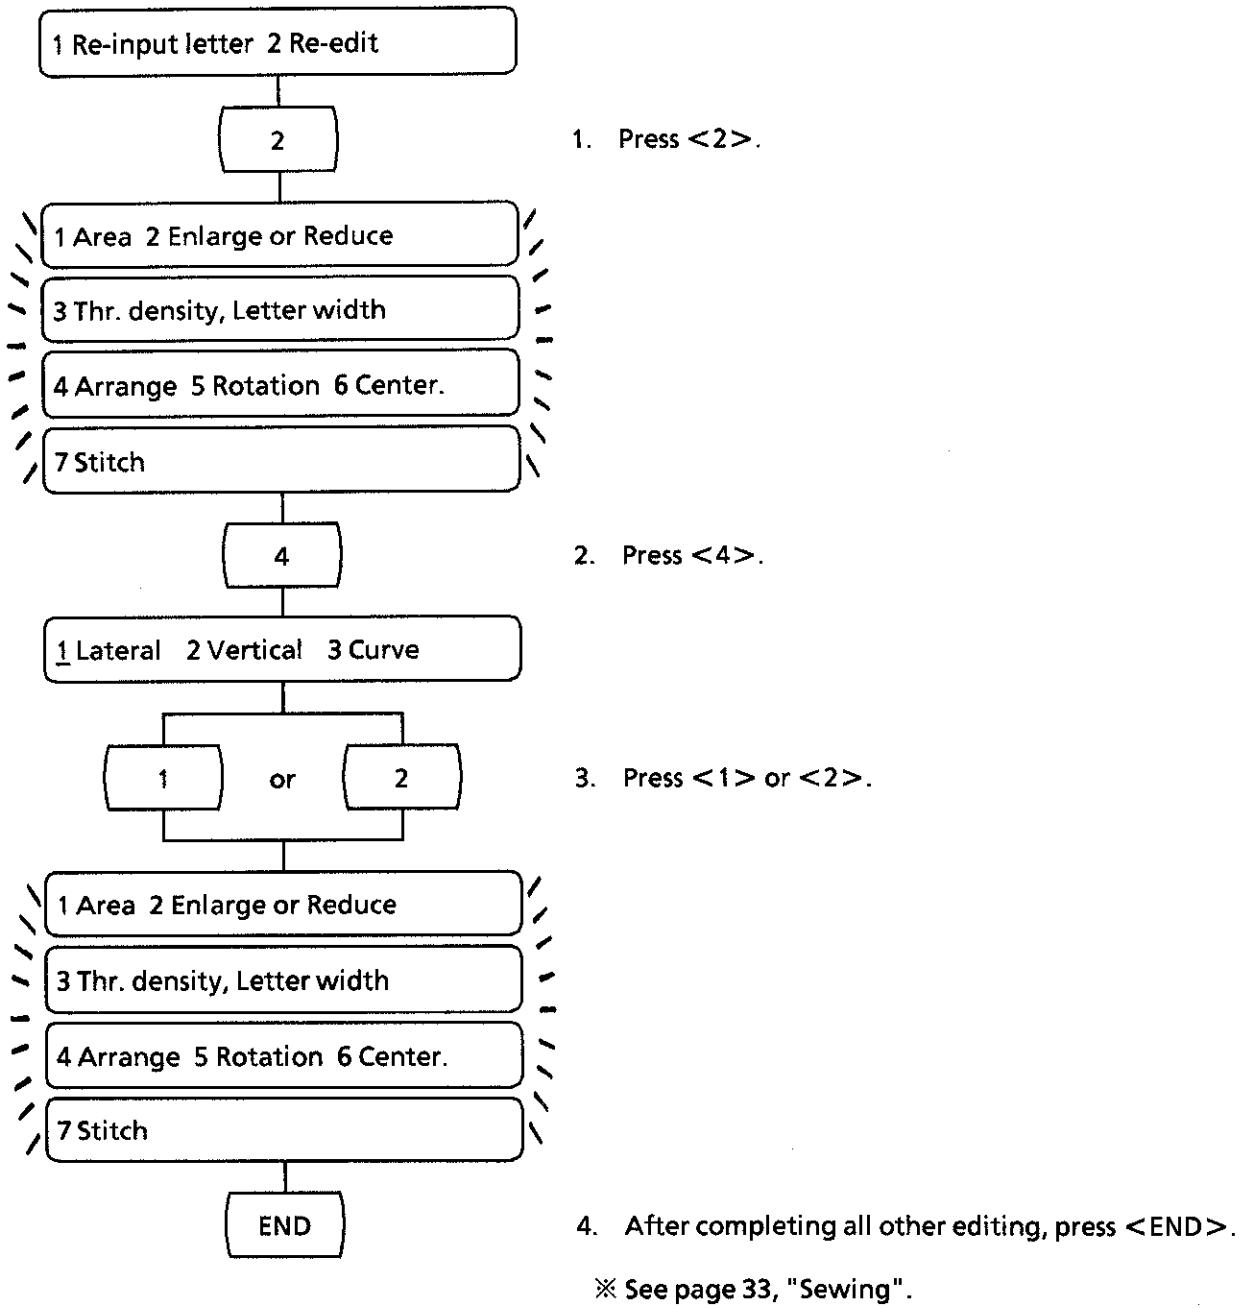 1 Re-input letter 2 Re-edit
2
1. Press <2>.
1 Area 2 Enlarge or Reduce
3 Thr. density, Letter width
4 Arrange 5 Rotation 6 Center.
7 Stitch
4
2. Press <4>.
1 Lateral 2 Vertical 3 Curve
1 or 2
3. Press <1> or <2>.
1 Area 2 Enlarge or Reduce
3 Thr. density, Letter width
4 Arrange 5 Rotation 6 Center.
7 Stitch
END
4. After completing all other editing, press <END>.
※ See page 33, "Sewing".